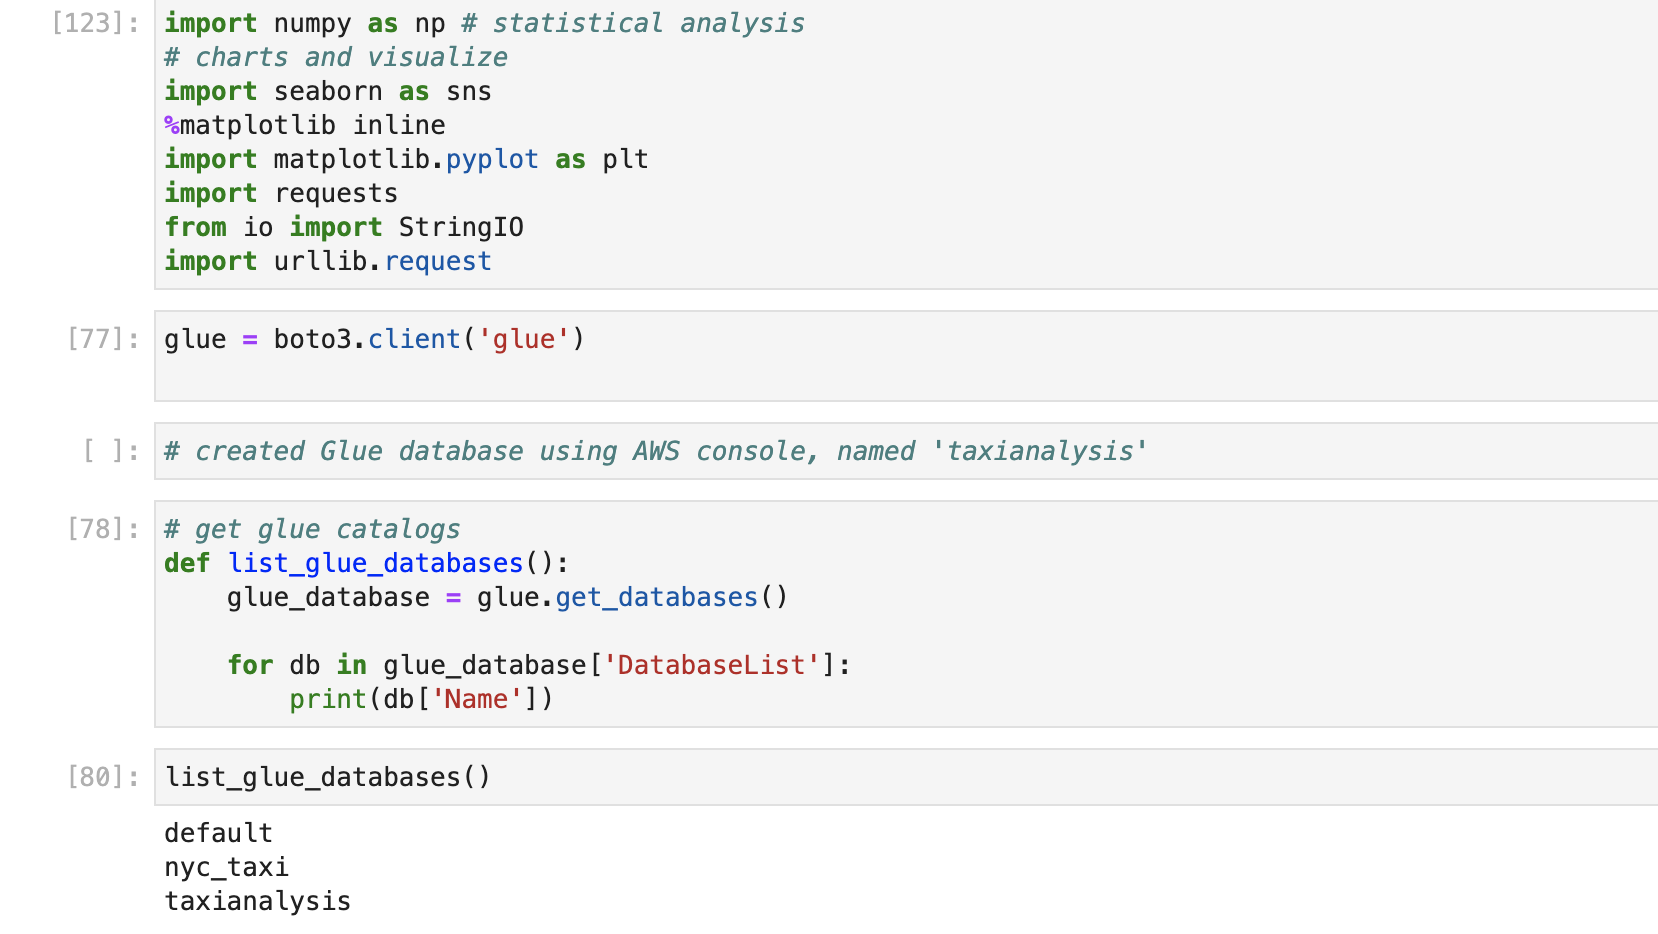 [123]: import numpy as np # statistical analysis
# charts and visualize
import seaborn as sns
%matplotlib inline
import matplotlib.pyplot as plt
import requests
from io import StringIO
import urllib.request
[77]: glue = boto3.client('glue')
[ ]: # created Glue database using AWS console, named 'taxianalysis'
[78]: # get glue catalogs
def list_glue_databases():
    glue_database = glue.get_databases()
    for db in glue_database['DatabaseList']:
        print(db['Name'])
[80]: list_glue_databases()
default
nyc_taxi
taxianalysis